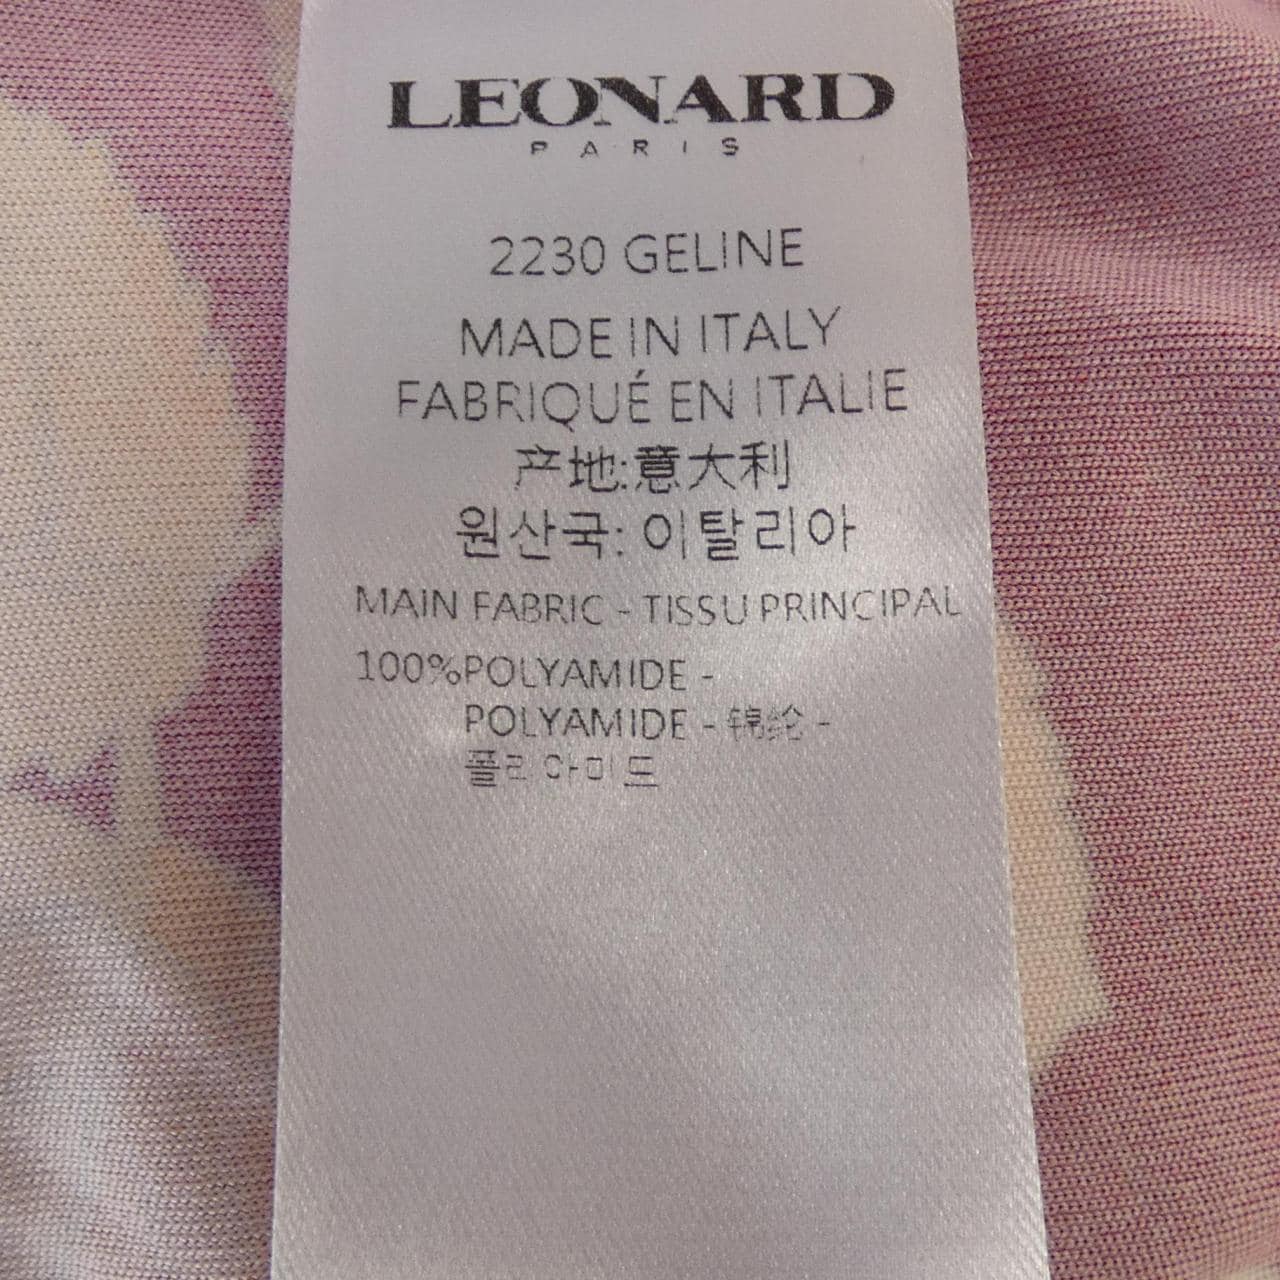 LEONARD
PARIS
2230 GELINE
MADE IN ITALY
FABRIQUÉ EN ITALIE
产地:意大利
원산국: 이탈리아
MAIN FABRIC - TISSU PRINCIPAL
100%POLYAMIDE -
POLYAMIDE - 锦纶 -
폴리 아미드